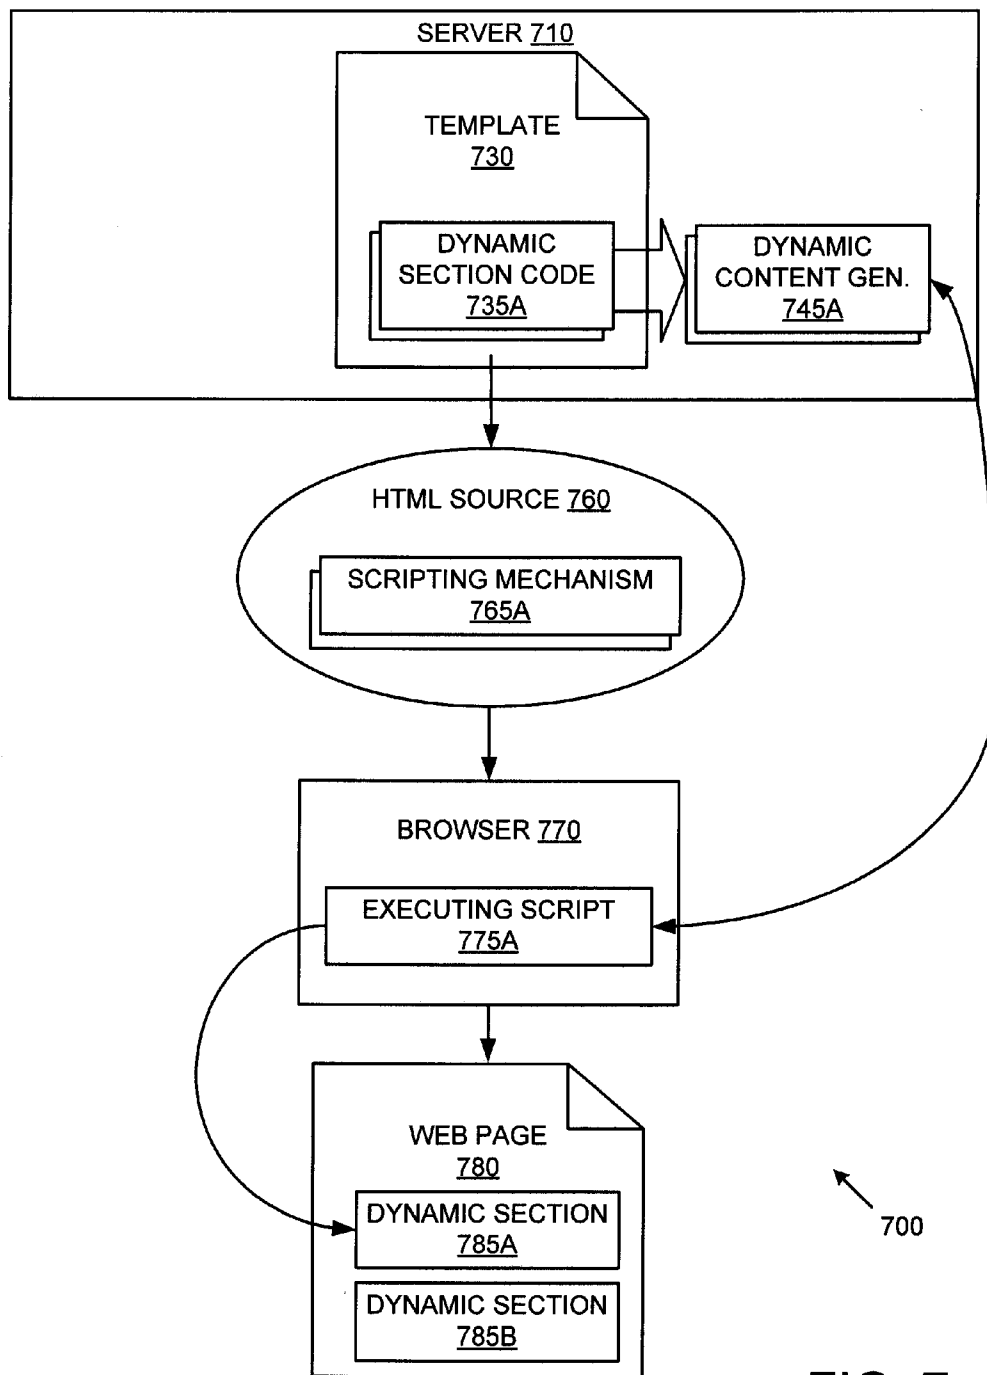 SERVER 710
TEMPLATE
730
DYNAMIC
SECTION CODE
735A
DYNAMIC
CONTENT GEN.
745A
HTML SOURCE 760
SCRIPTING MECHANISM
765A
BROWSER 770
EXECUTING SCRIPT
775A
WEB PAGE
780
DYNAMIC SECTION
785A
DYNAMIC SECTION
785B
700